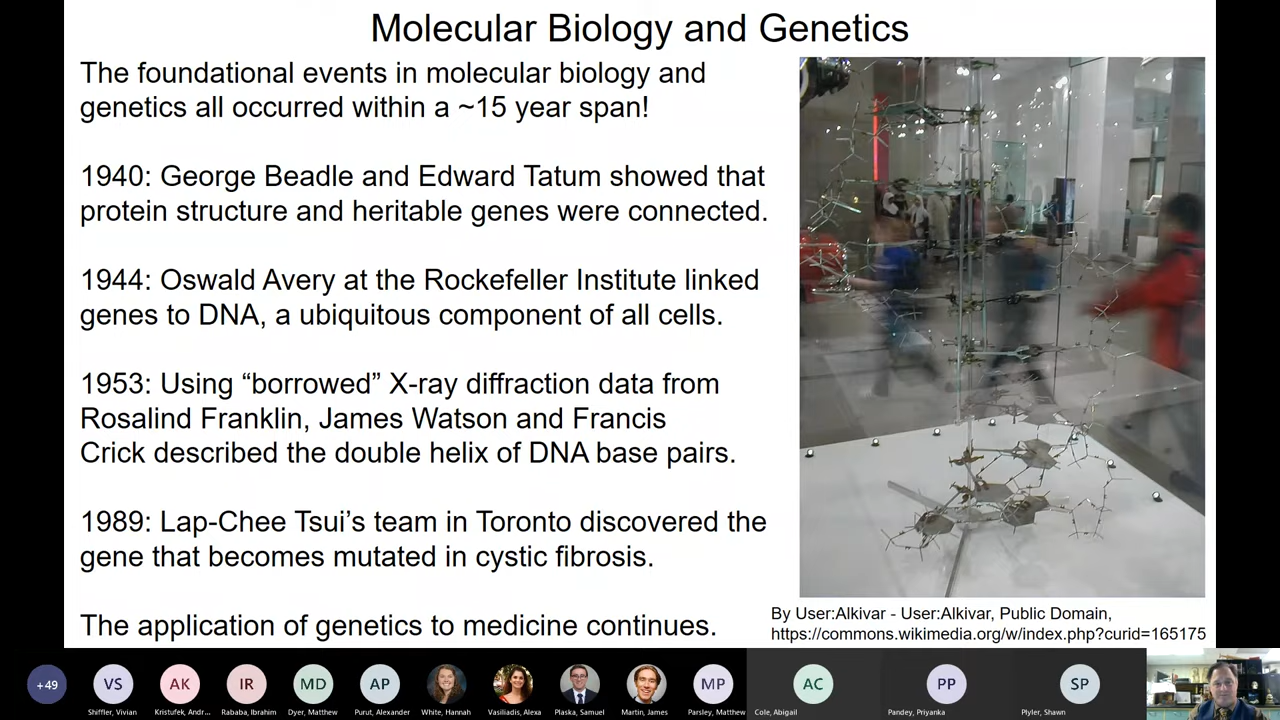 Molecular Biology and Genetics
The foundational events in molecular biology and
genetics all occurred within a ~15 year span!
1940: George Beadle and Edward Tatum showed that
protein structure and heritable genes were connected.
1944: Oswald Avery at the Rockefeller Institute linked
genes to DNA, a ubiquitous component of all cells.
1953: Using “borrowed” X-ray diffraction data from
Rosalind Franklin, James Watson and Francis
Crick described the double helix of DNA base pairs.
1989: Lap-Chee Tsui’s team in Toronto discovered the
gene that becomes mutated in cystic fibrosis.
The application of genetics to medicine continues.
By User:Alkivar - User:Alkivar, Public Domain,
https://commons.wikimedia.org/w/index.php?curid=165175
+49 VS AK IR MD AP MP AC PP SP
Shiffler, Vivian Kristufek, Andr... Rababa, Ibrahim Dyer, Matthew Purut, Alexander White, Hannah Vasiliadis, Alexa Plaska, Samuel Martin, James Parsley, Matthew Cole, Abigail Pandey, Priyanka Plyler, Shawn